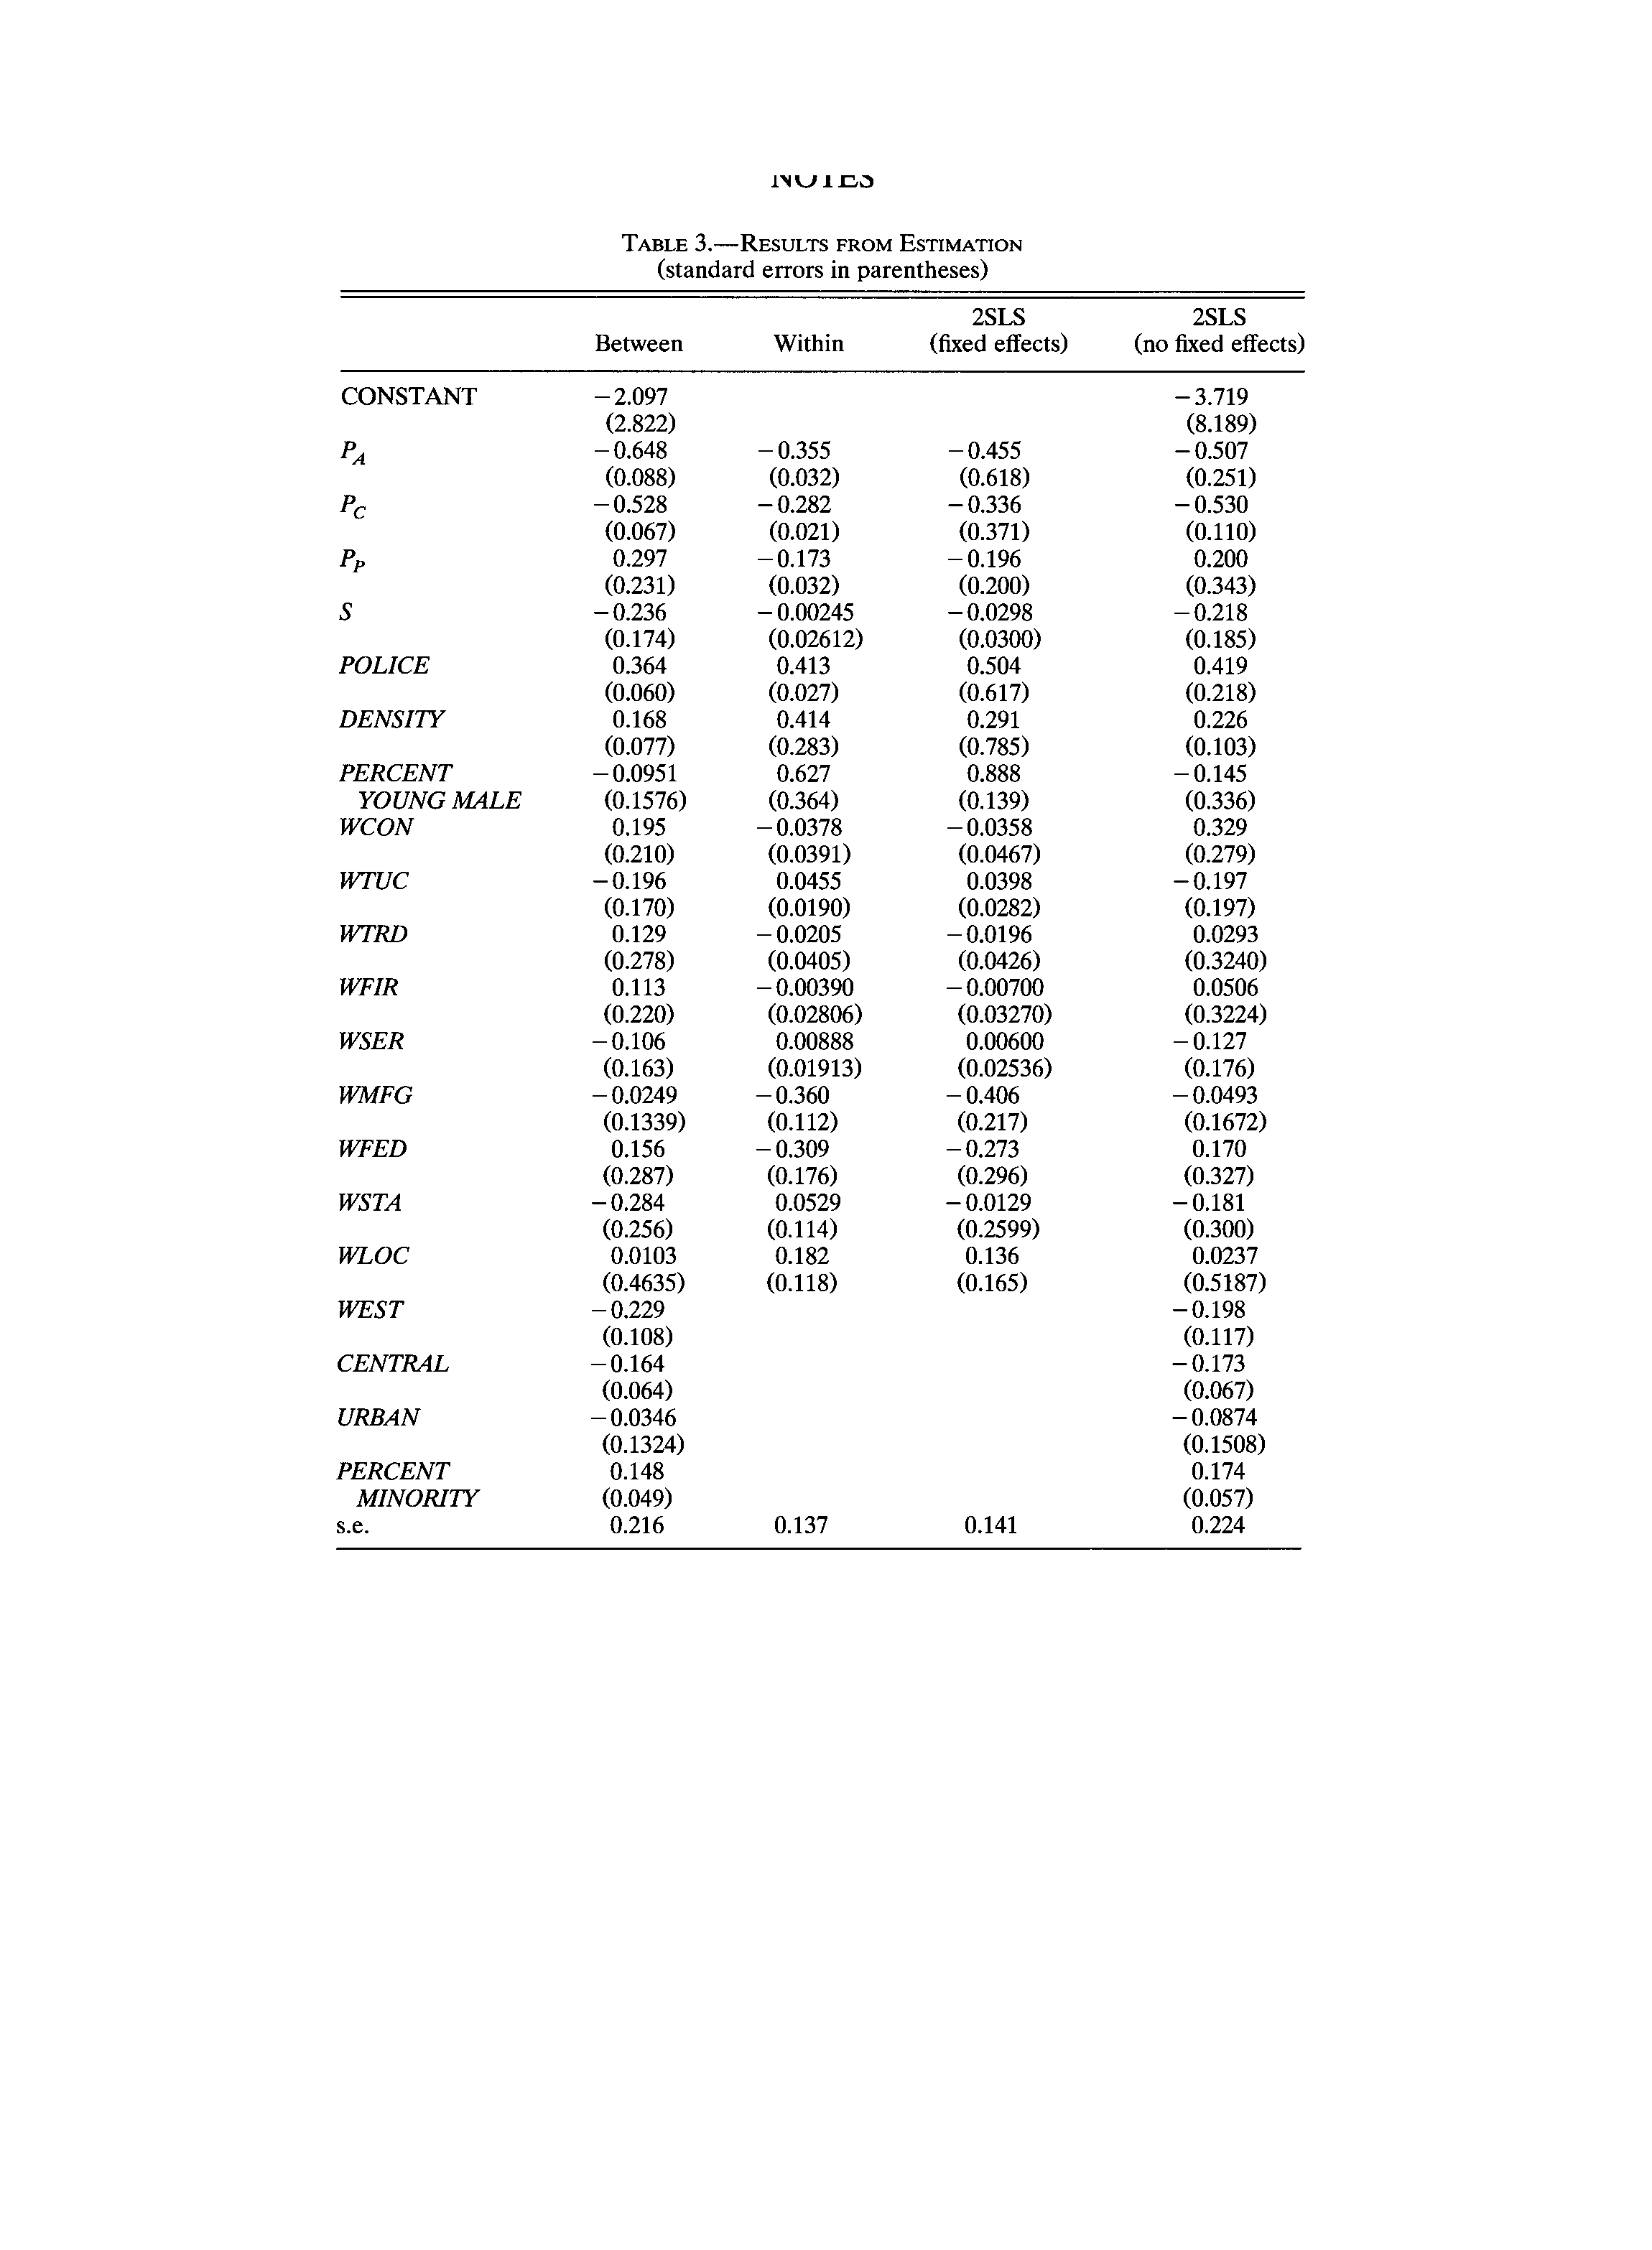 NOTES
TABLE 3.—RESULTS FROM ESTIMATION
(standard errors in parentheses)
2SLS 2SLS
Between Within (fixed effects) (no fixed effects)
CONSTANT −2.097 −3.719
(2.822) (8.189)
P_A −0.648 −0.355 −0.455 −0.507
(0.088) (0.032) (0.618) (0.251)
P_C −0.528 −0.282 −0.336 −0.530
(0.067) (0.021) (0.371) (0.110)
P_P 0.297 −0.173 −0.196 0.200
(0.231) (0.032) (0.200) (0.343)
S −0.236 −0.00245 −0.0298 −0.218
(0.174) (0.02612) (0.0300) (0.185)
POLICE 0.364 0.413 0.504 0.419
(0.060) (0.027) (0.617) (0.218)
DENSITY 0.168 0.414 0.291 0.226
(0.077) (0.283) (0.785) (0.103)
PERCENT −0.0951 0.627 0.888 −0.145
YOUNG MALE (0.1576) (0.364) (0.139) (0.336)
WCON 0.195 −0.0378 −0.0358 0.329
(0.210) (0.0391) (0.0467) (0.279)
WTUC −0.196 0.0455 0.0398 −0.197
(0.170) (0.0190) (0.0282) (0.197)
WTRD 0.129 −0.0205 −0.0196 0.0293
(0.278) (0.0405) (0.0426) (0.3240)
WFIR 0.113 −0.00390 −0.00700 0.0506
(0.220) (0.02806) (0.03270) (0.3224)
WSER −0.106 0.00888 0.00600 −0.127
(0.163) (0.01913) (0.02536) (0.176)
WMFG −0.0249 −0.360 −0.406 −0.0493
(0.1339) (0.112) (0.217) (0.1672)
WFED 0.156 −0.309 −0.273 0.170
(0.287) (0.176) (0.296) (0.327)
WSTA −0.284 0.0529 −0.0129 −0.181
(0.256) (0.114) (0.2599) (0.300)
WLOC 0.0103 0.182 0.136 0.0237
(0.4635) (0.118) (0.165) (0.5187)
WEST −0.229 −0.198
(0.108) (0.117)
CENTRAL −0.164 −0.173
(0.064) (0.067)
URBAN −0.0346 −0.0874
(0.1324) (0.1508)
PERCENT 0.148 0.174
MINORITY (0.049) (0.057)
s.e. 0.216 0.137 0.141 0.224